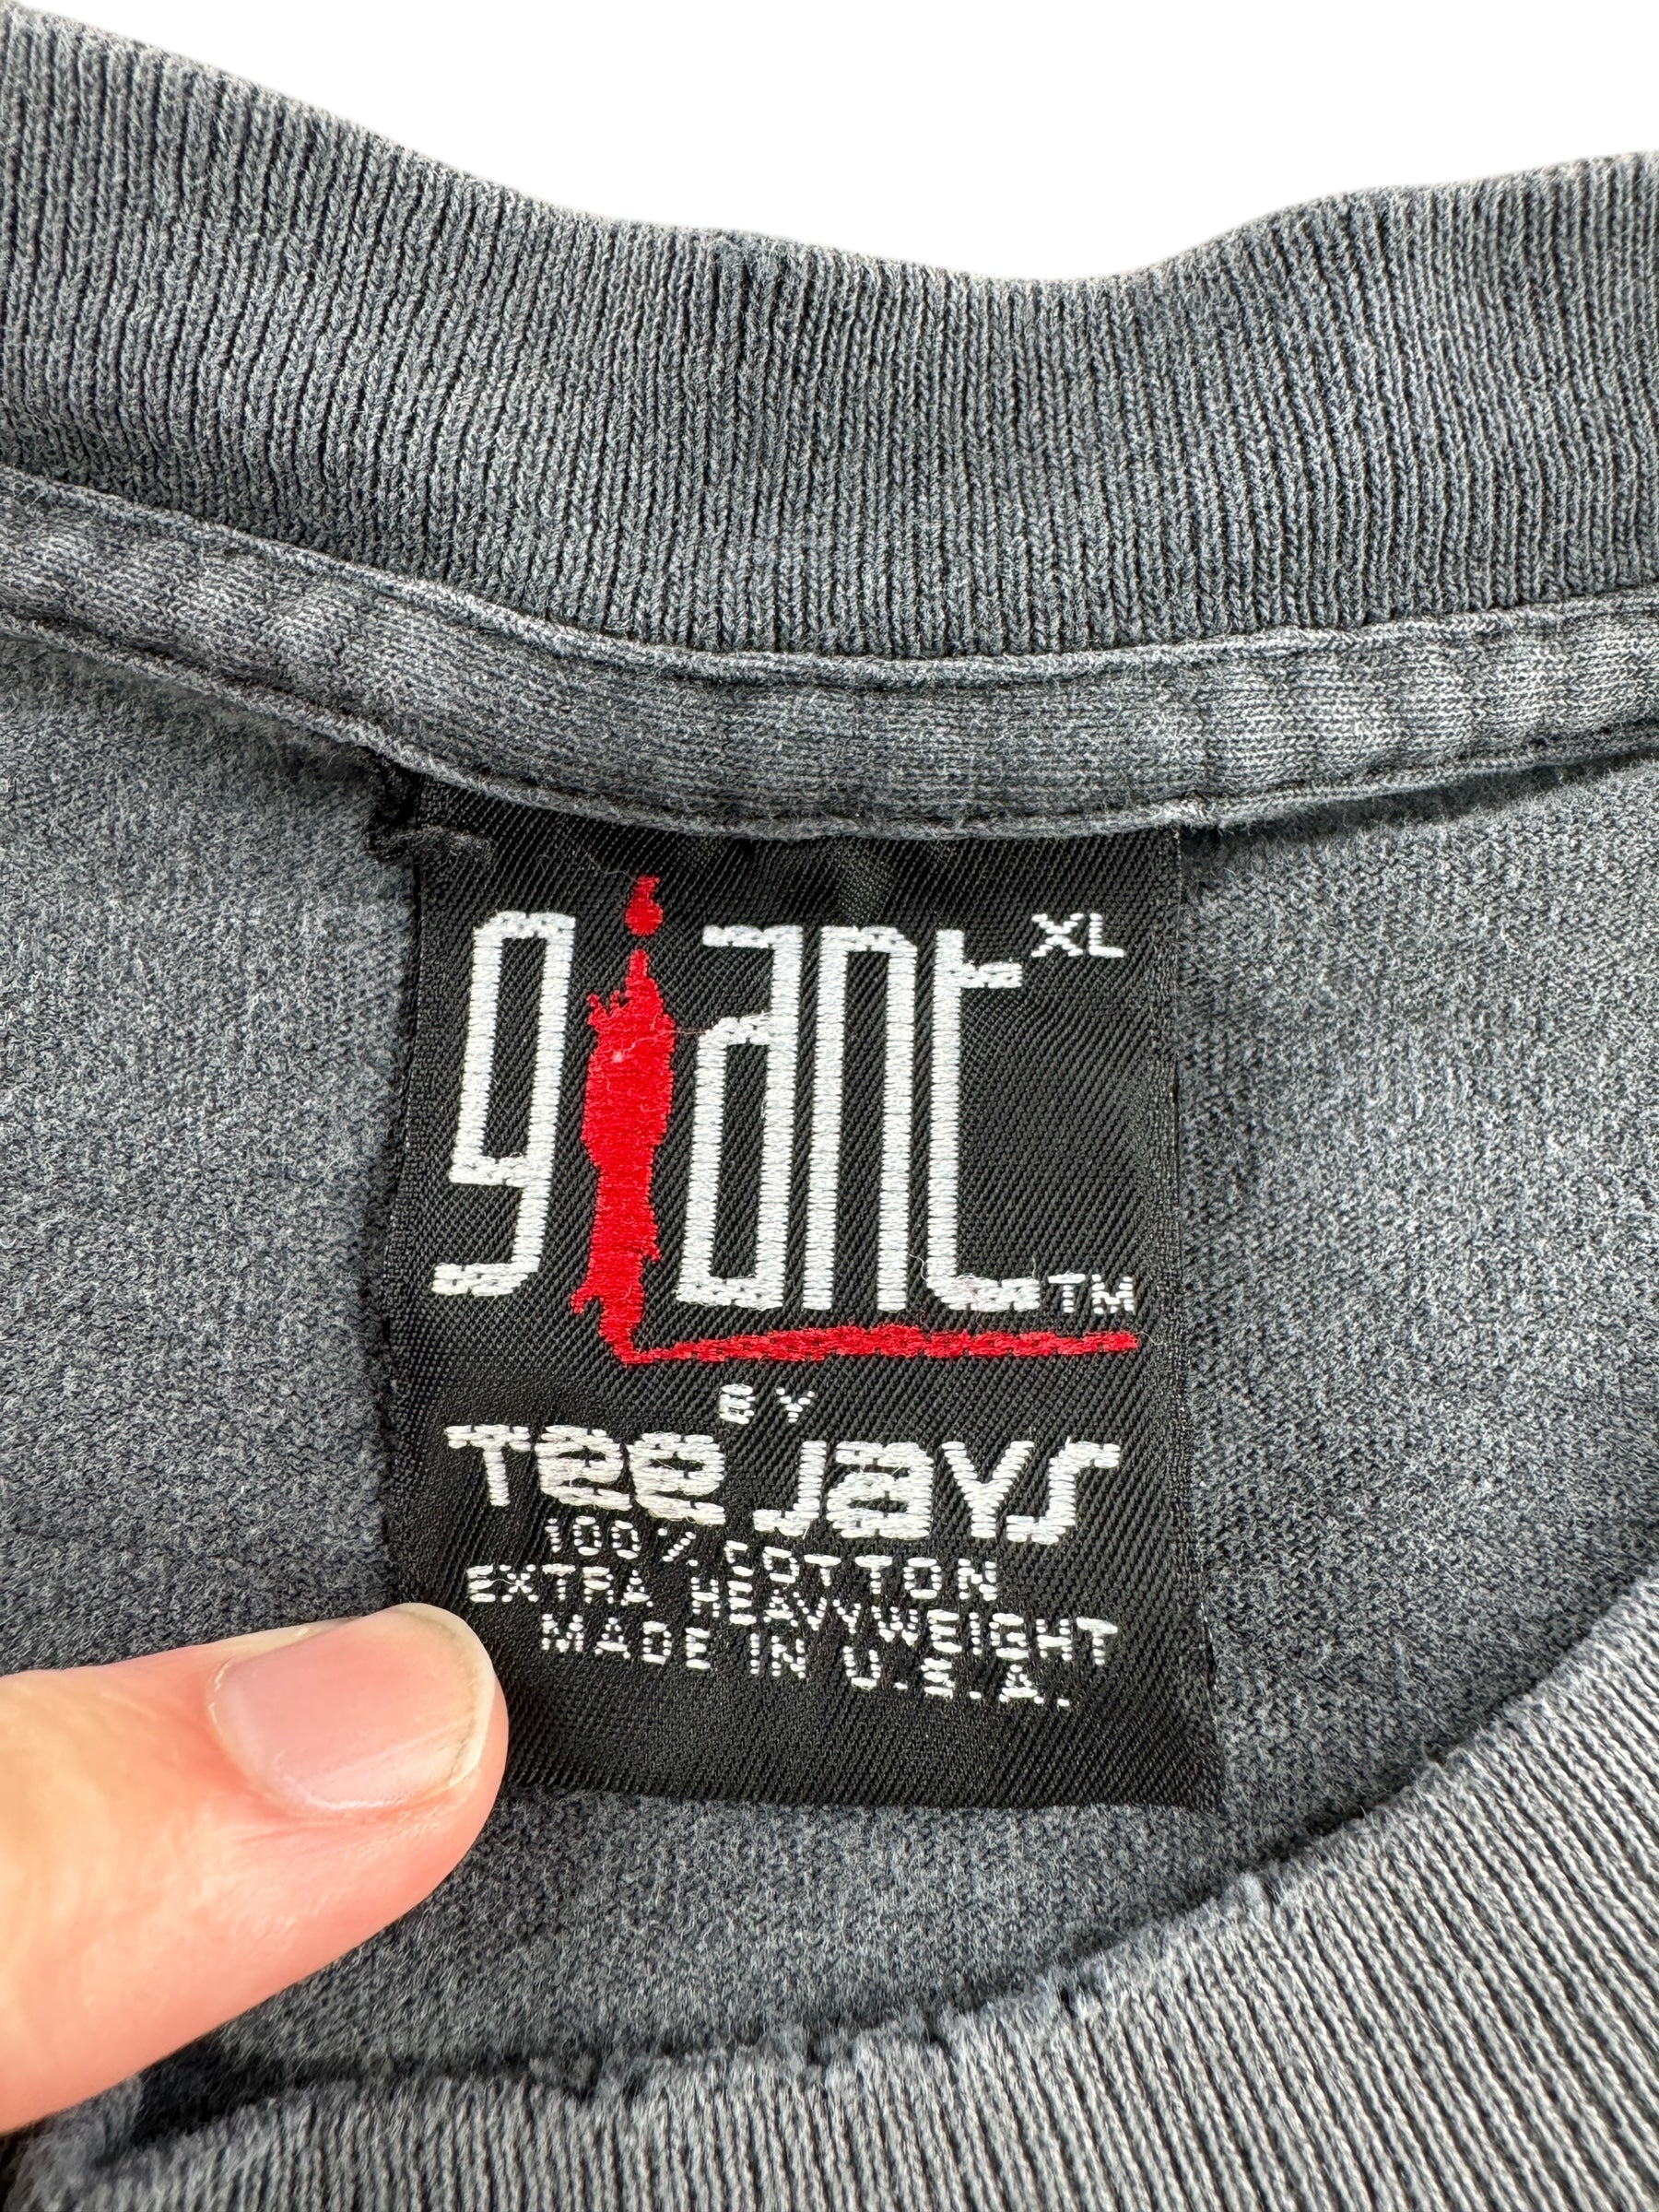 giant XL
TM
BY
Tee Jays
100% COTTON
EXTRA HEAVYWEIGHT
MADE IN U.S.A.